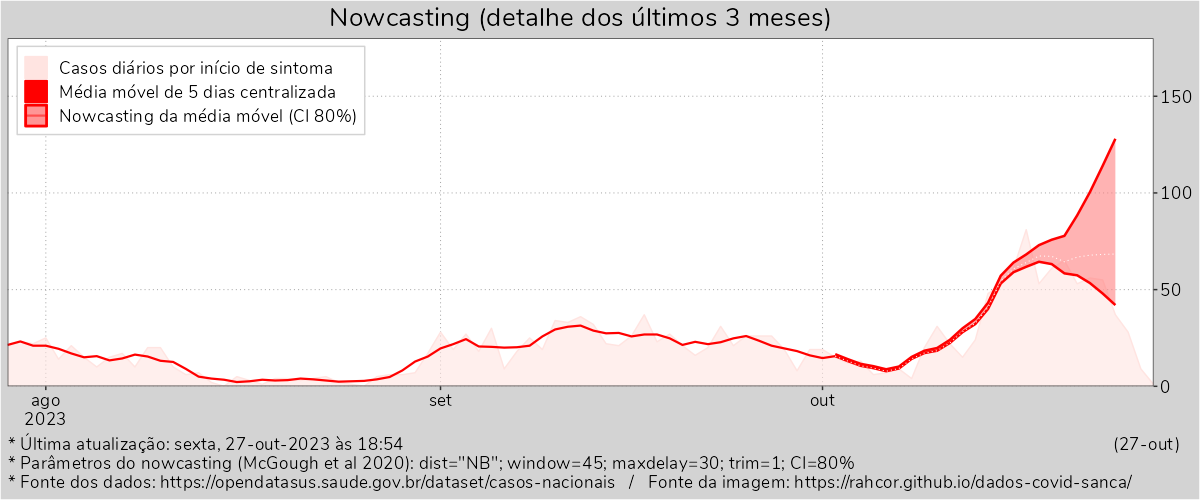 Nowcasting (detalhe dos últimos 3 meses)
Casos diários por início de sintoma
Média móvel de 5 dias centralizada
Nowcasting da média móvel (CI 80%)
150
100
50
0
ago
2023
set
out
* Última atualização: sexta, 27-out-2023 às 18:54
(27-out)
* Parâmetros do nowcasting (McGough et al 2020): dist="NB"; window=45; maxdelay=30; trim=1; CI=80%
* Fonte dos dados: https://opendatasus.saude.gov.br/dataset/casos-nacionais / Fonte da imagem: https://rahcor.github.io/dados-covid-sanca/